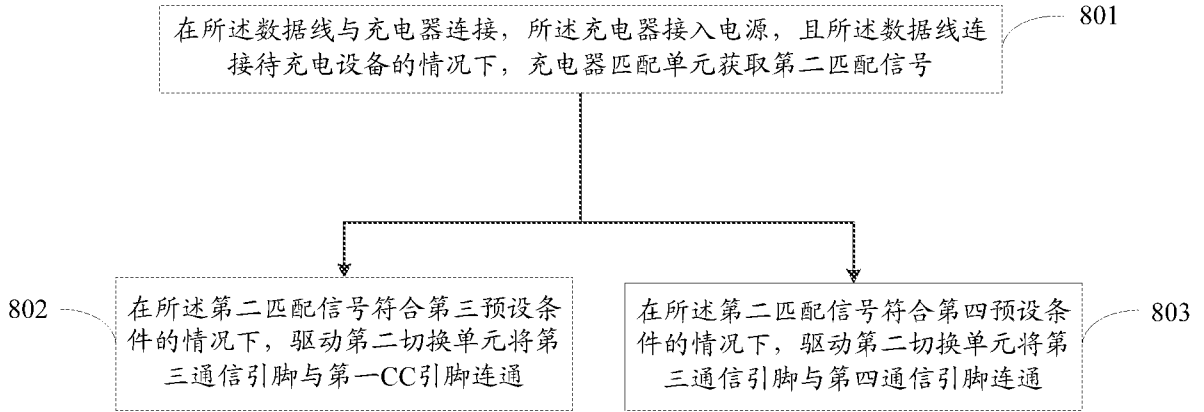 在所述数据线与充电器连接，所述充电器接入电源，且所述数据线连
接待充电设备的情况下，充电器匹配单元获取第二匹配信号
801
802
在所述第二匹配信号符合第三预设条
件的情况下，驱动第二切换单元将第
三通信引脚与第一CC引脚连通
在所述第二匹配信号符合第四预设条
件的情况下，驱动第二切换单元将第
三通信引脚与第四通信引脚连通
803